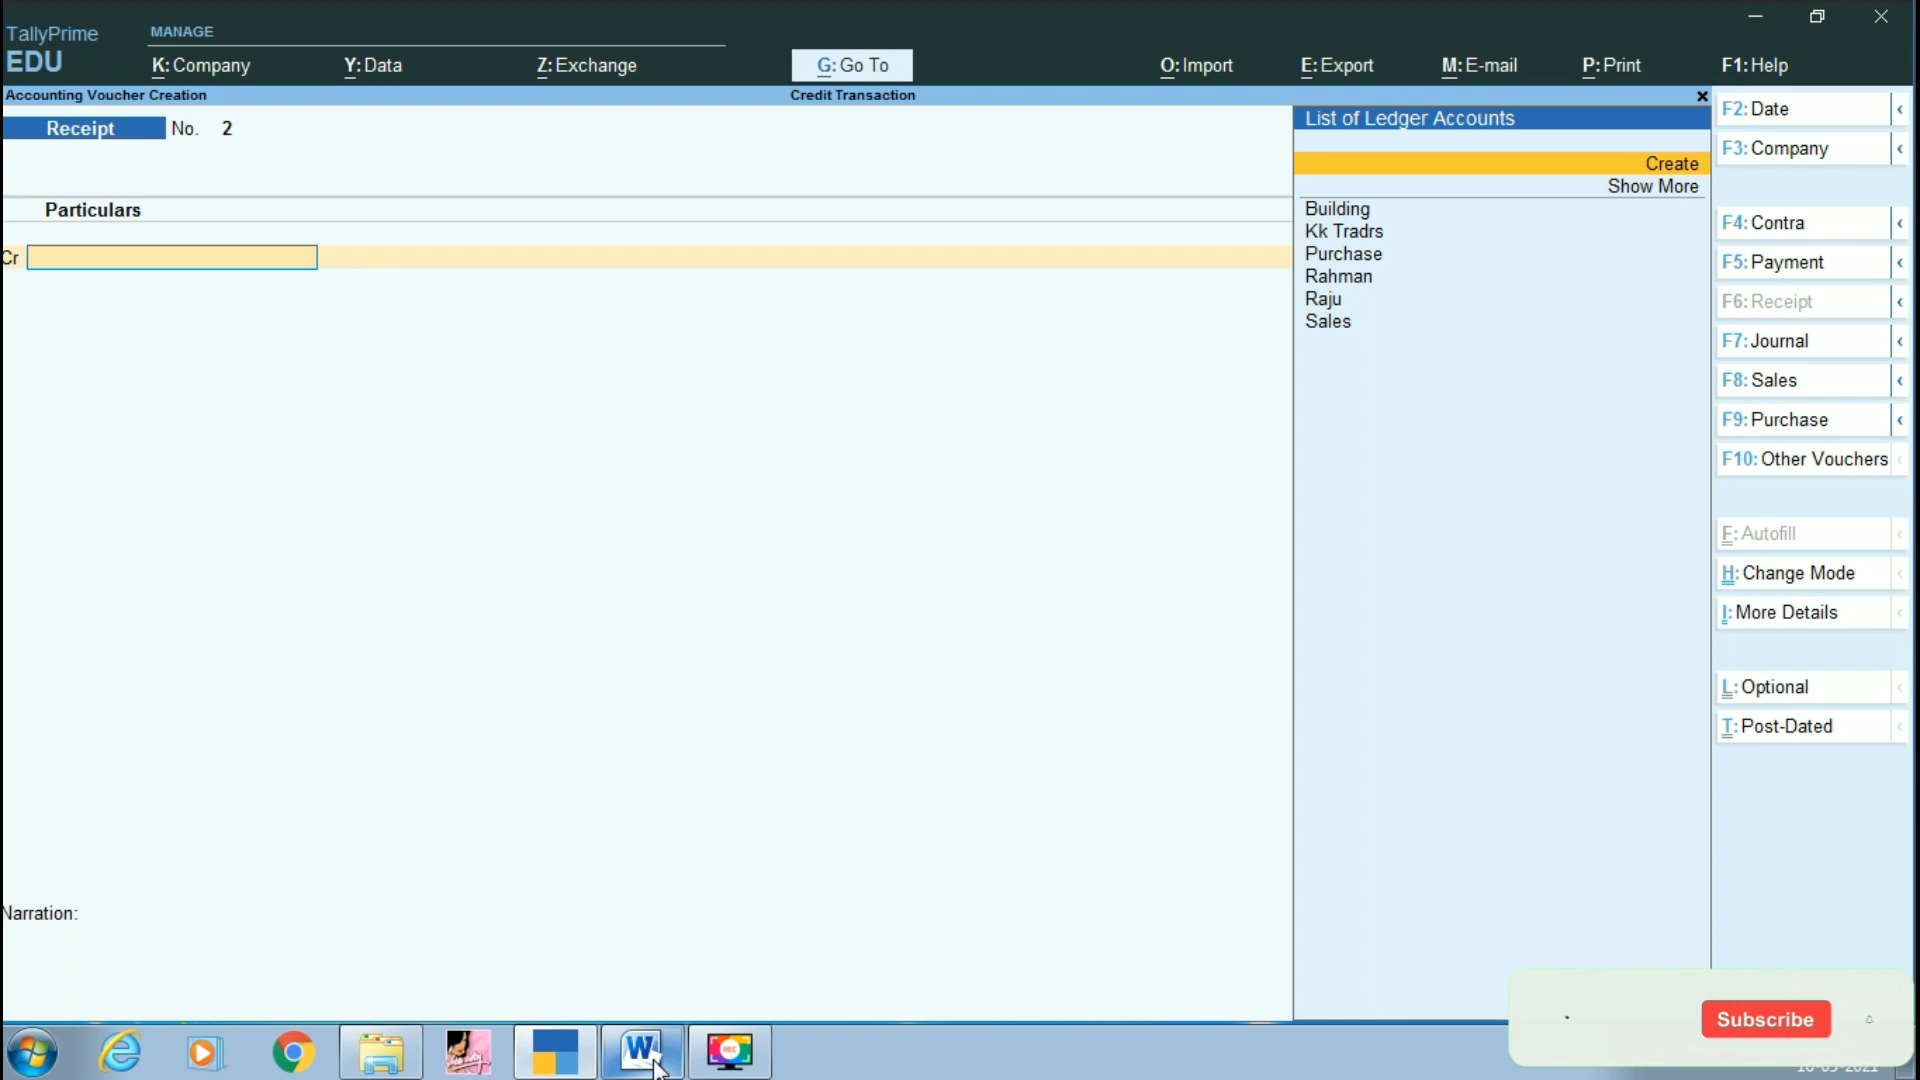 TallyPrime
EDU
MANAGE
K: Company
Y: Data
Z: Exchange
G: Go To
O: Import
E: Export
M: E-mail
P: Print
F1: Help
Accounting Voucher Creation
Credit Transaction
Receipt No. 2
Particulars
Cr
Narration:
List of Ledger Accounts
Create
Show More
Building
Kk Tradrs
Purchase
Rahman
Raju
Sales
F2: Date
F3: Company
F4: Contra
F5: Payment
F6: Receipt
F7: Journal
F8: Sales
F9: Purchase
F10: Other Vouchers
F: Autofill
H: Change Mode
I: More Details
L: Optional
T: Post-Dated
REC
Subscribe